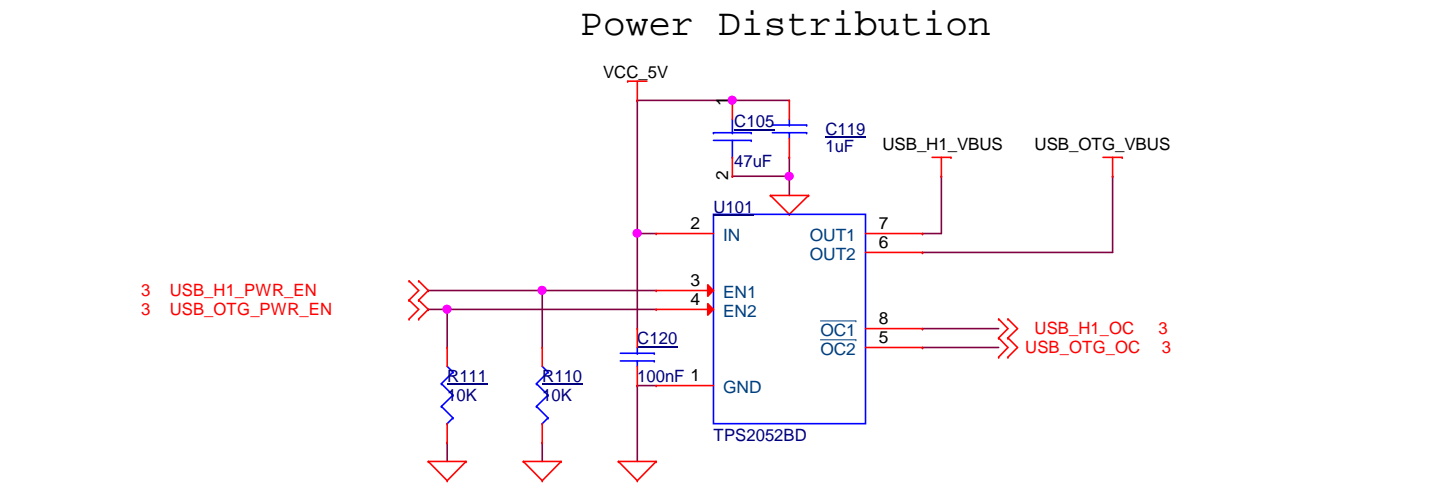 Power Distribution
VCC_5V
1
C105
47uF
2
C119
1uF
USB_H1_VBUS
USB_OTG_VBUS
U101
2
IN
OUT1
7
OUT2
6
3 USB_H1_PWR_EN
3 USB_OTG_PWR_EN
3
EN1
4
EN2
OC1
8
USB_H1_OC 3
OC2
5
USB_OTG_OC 3
C120
100nF
1
GND
R111
10K
R110
10K
TPS2052BD